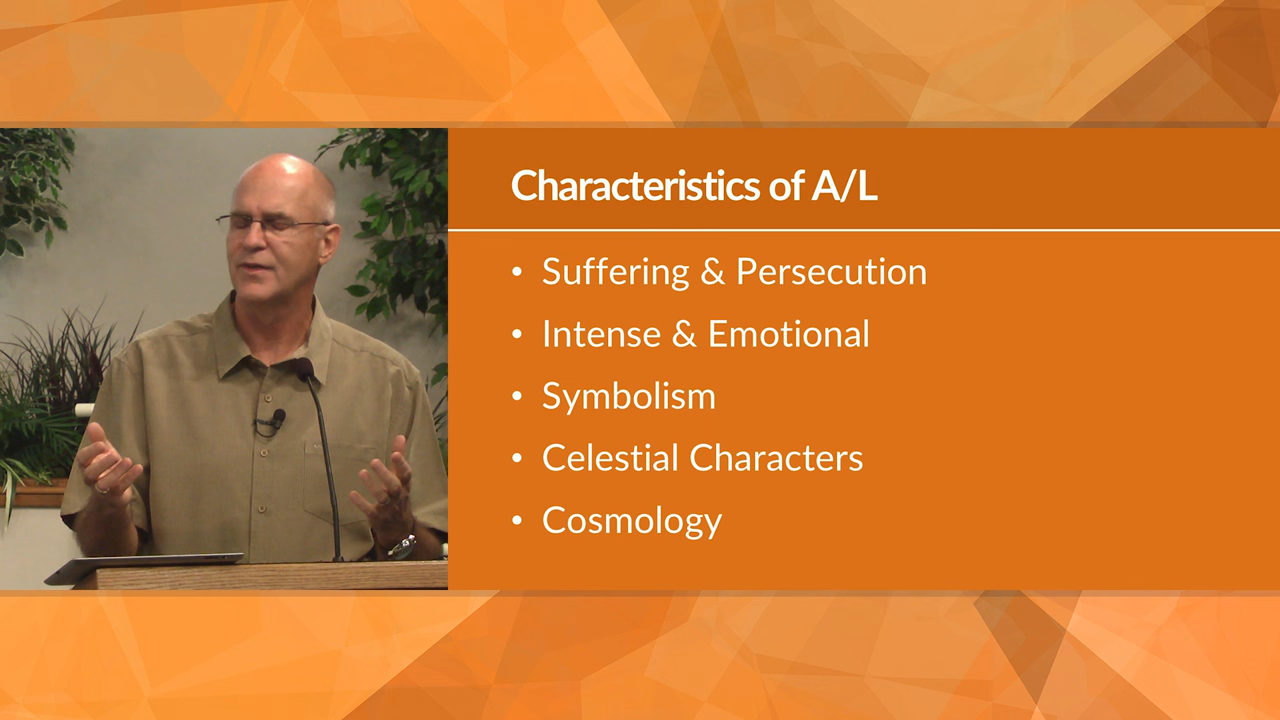 Characteristics of A/L
• Suffering & Persecution
• Intense & Emotional
• Symbolism
• Celestial Characters
• Cosmology